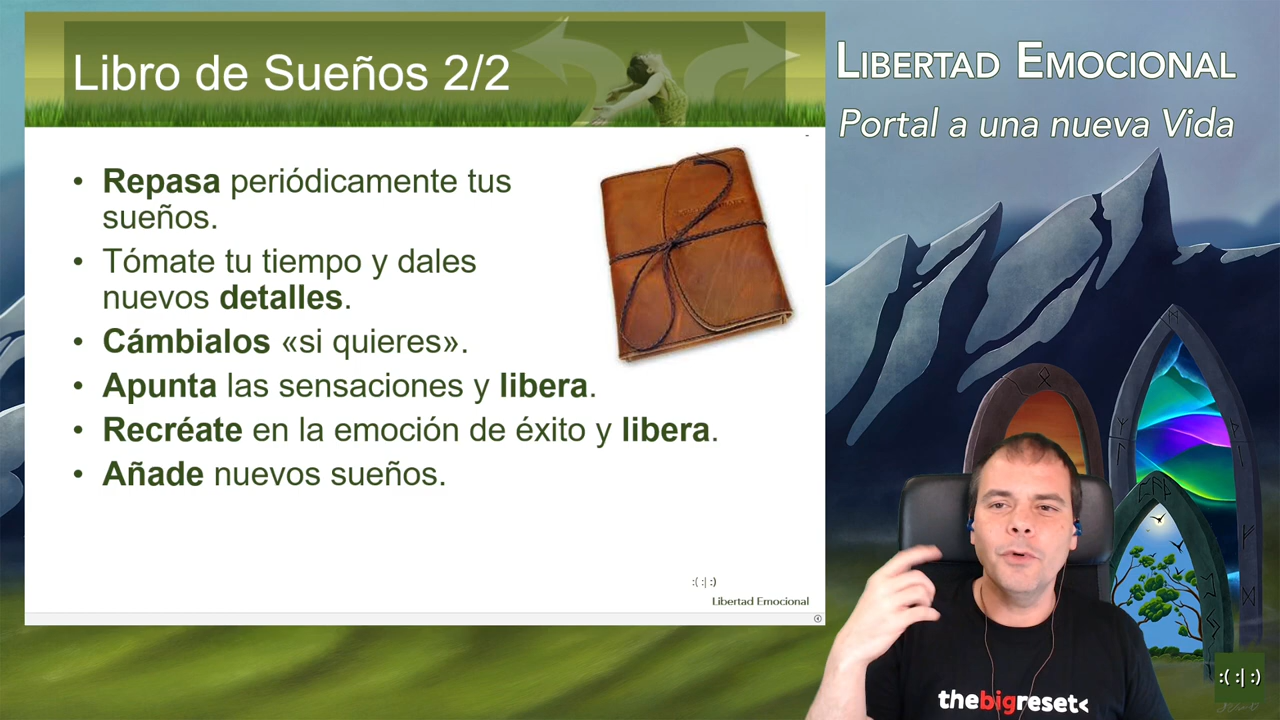 Libro de Sueños 2/2
LIBERTAD EMOCIONAL
Portal a una nueva Vida
• Repasa periódicamente tus
sueños.
• Tómate tu tiempo y dales
nuevos detalles.
• Cámbialos «si quieres».
• Apunta las sensaciones y libera.
• Recréate en la emoción de éxito y libera.
• Añade nuevos sueños.
:( :| :)
Libertad Emocional
thebigreset<
:( :| :)